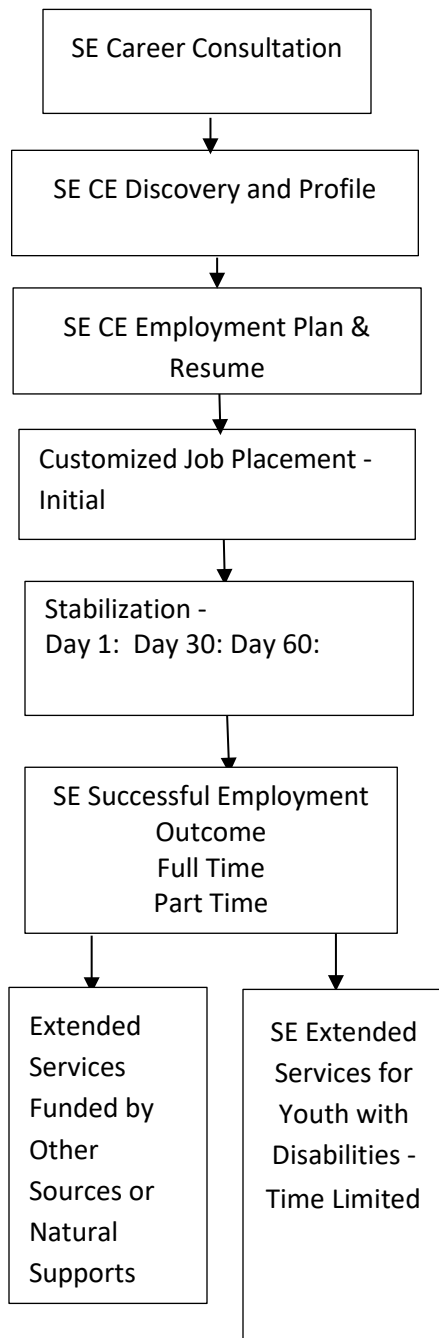 SE Career Consultation
SE CE Discovery and Profile
SE CE Employment Plan &
Resume
Customized Job Placement -
Initial
Stabilization -
Day 1:  Day 30: Day 60:
SE Successful Employment
Outcome
Full Time
Part Time
Extended
Services
Funded by
Other
Sources or
Natural
Supports
SE Extended
Services for
Youth with
Disabilities -
Time Limited